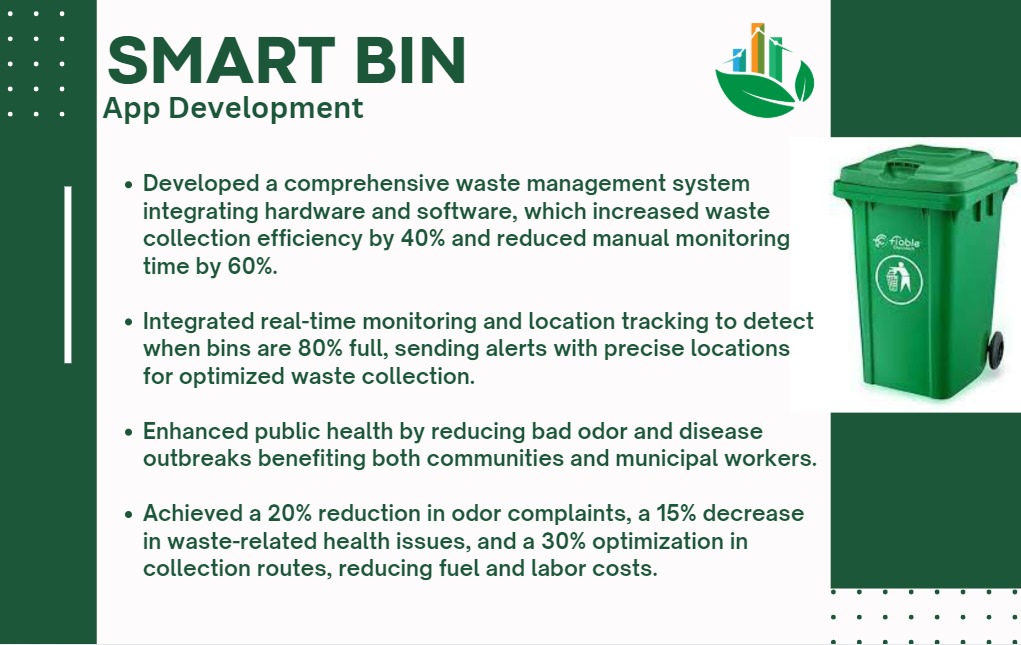 SMART BIN
App Development
• Developed a comprehensive waste management system
integrating hardware and software, which increased waste
collection efficiency by 40% and reduced manual monitoring
time by 60%.
• Integrated real-time monitoring and location tracking to detect
when bins are 80% full, sending alerts with precise locations
for optimized waste collection.
• Enhanced public health by reducing bad odor and disease
outbreaks benefiting both communities and municipal workers.
• Achieved a 20% reduction in odor complaints, a 15% decrease
in waste-related health issues, and a 30% optimization in
collection routes, reducing fuel and labor costs.
fiable